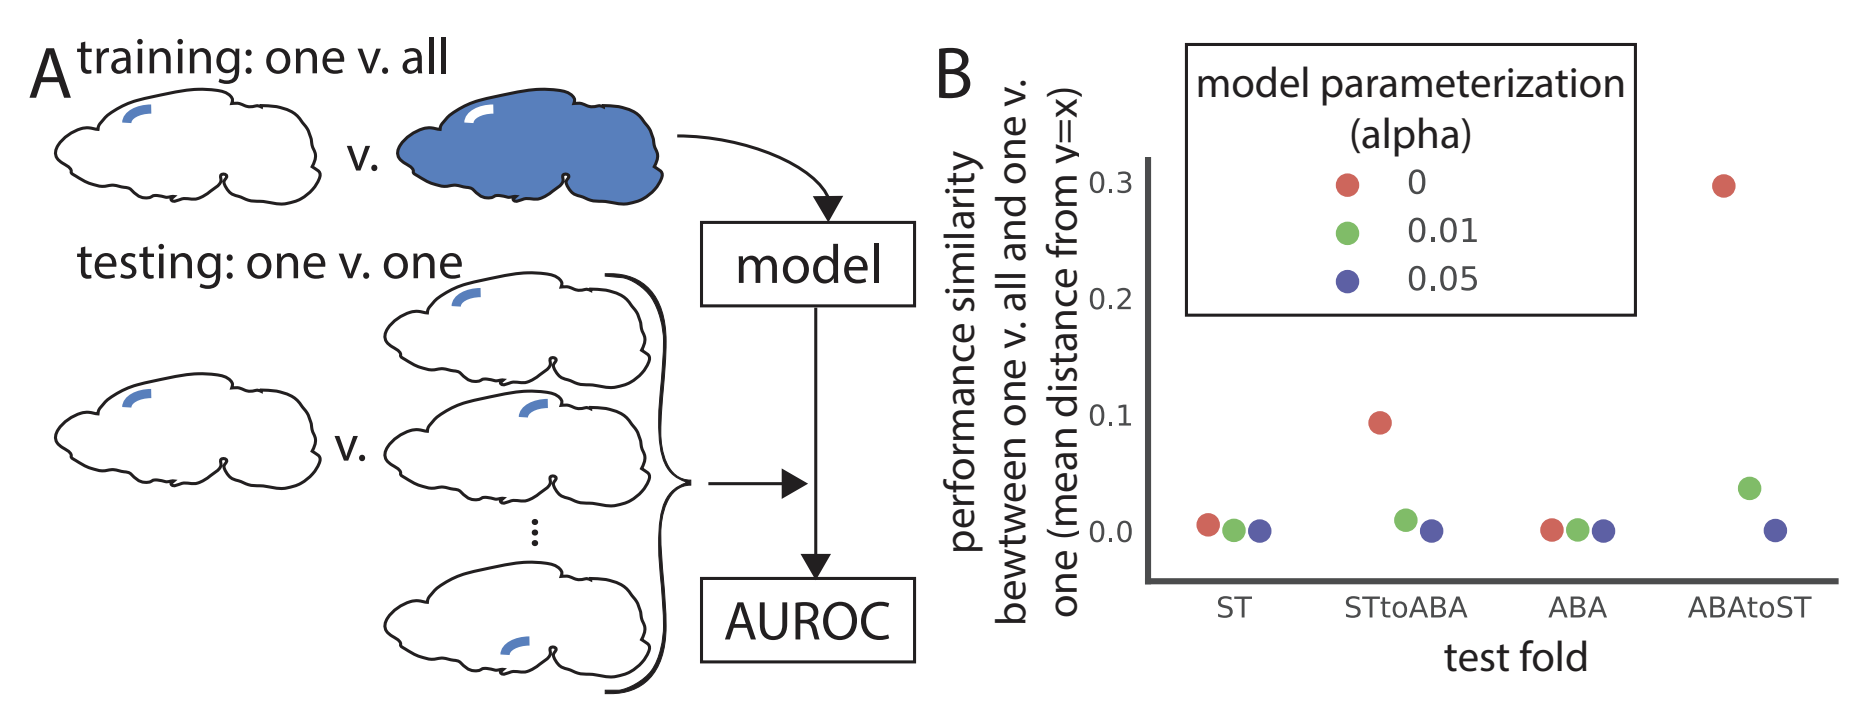 A
training: one v. all
v.
testing: one v. one
v.
model
AUROC
B
performance similarity
bewtween one v. all and one v.
one (mean distance from y=x)
model parameterization
(alpha)
0
0.01
0.05
0.3
0.2
0.1
0.0
ST
STtoABA
ABA
ABAtoST
test fold